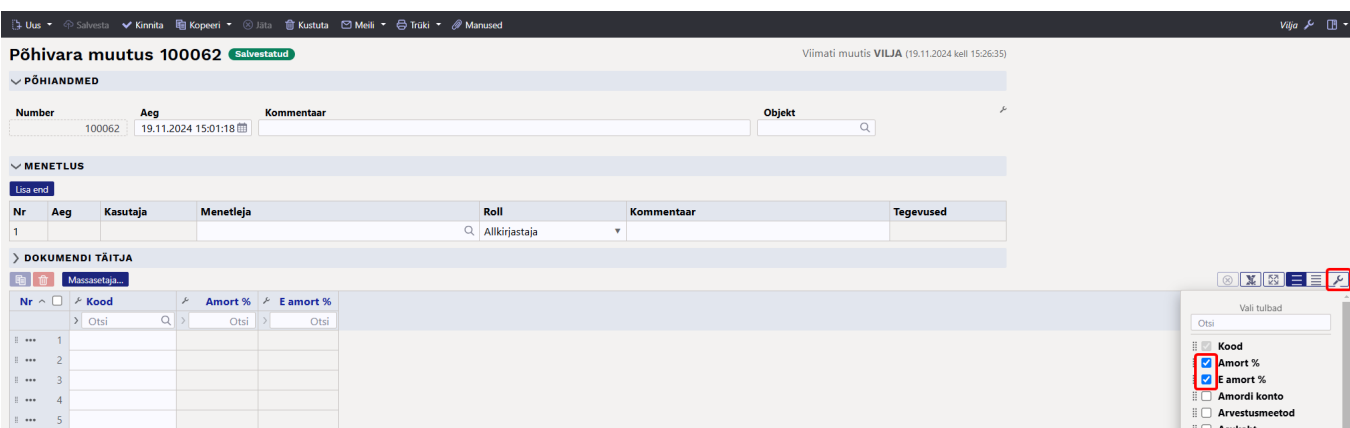 Uus Salvesta Kinnita Kopeeri Jäta Kustuta Meili Trüki Manused Vilja
Põhivara muutus 100062 Salvestatud Viimati muutis VILJA (19.11.2024 kell 15:26:35)
PÕHIANDMED
Number Aeg Kommentaar Objekt
100062 19.11.2024 15:01:18
MENETLUS
Lisa end
Nr Aeg Kasutaja Menetleja Roll Kommentaar Tegevused
1 Allkirjastaja
DOKUMENDI TÄITJA
Massasetaja...
Nr Kood Amort % E amort %
Vali tulbad
Otsi Otsi Otsi
Otsi
1
Kood
2
Amort %
3
E amort %
4
Amordi konto
5
Arvestusmeetod